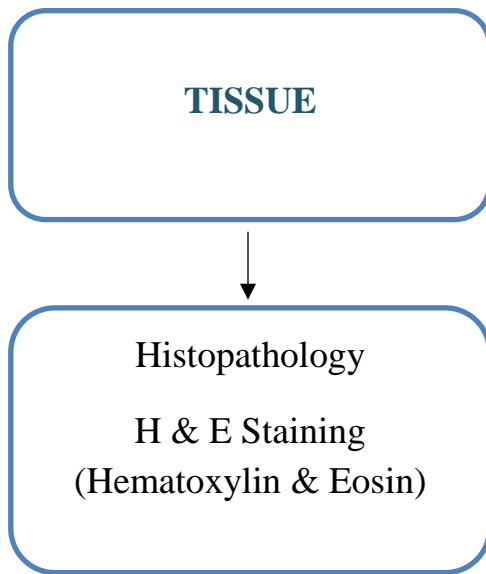 TISSUE
Histopathology
H & E Staining
(Hematoxylin & Eosin)